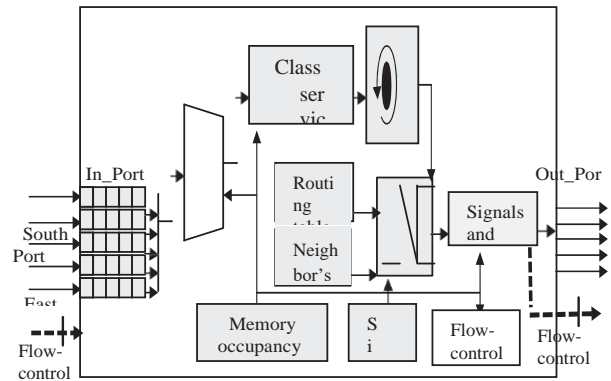 Class
ser
vic
In_Port
Out_Por
South
Port
East
Flow-
control
Routi
ng
table
Neigh
bor's
Signals
and
Memory
occupancy
S
i
Flow-
control
Flow-
control